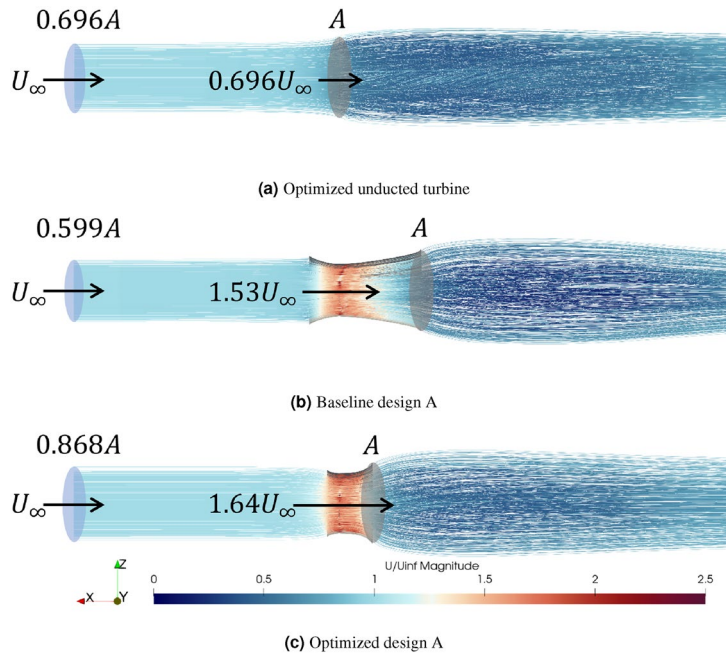 0.696A A
U∞ 0.696U∞
(a) Optimized unducted turbine
0.599A A
U∞ 1.53U∞
(b) Baseline design A
0.868A A
U∞ 1.64U∞
Z
X Y
U/Uinf Magnitude
0 0.5 1 1.5 2 2.5
(c) Optimized design A